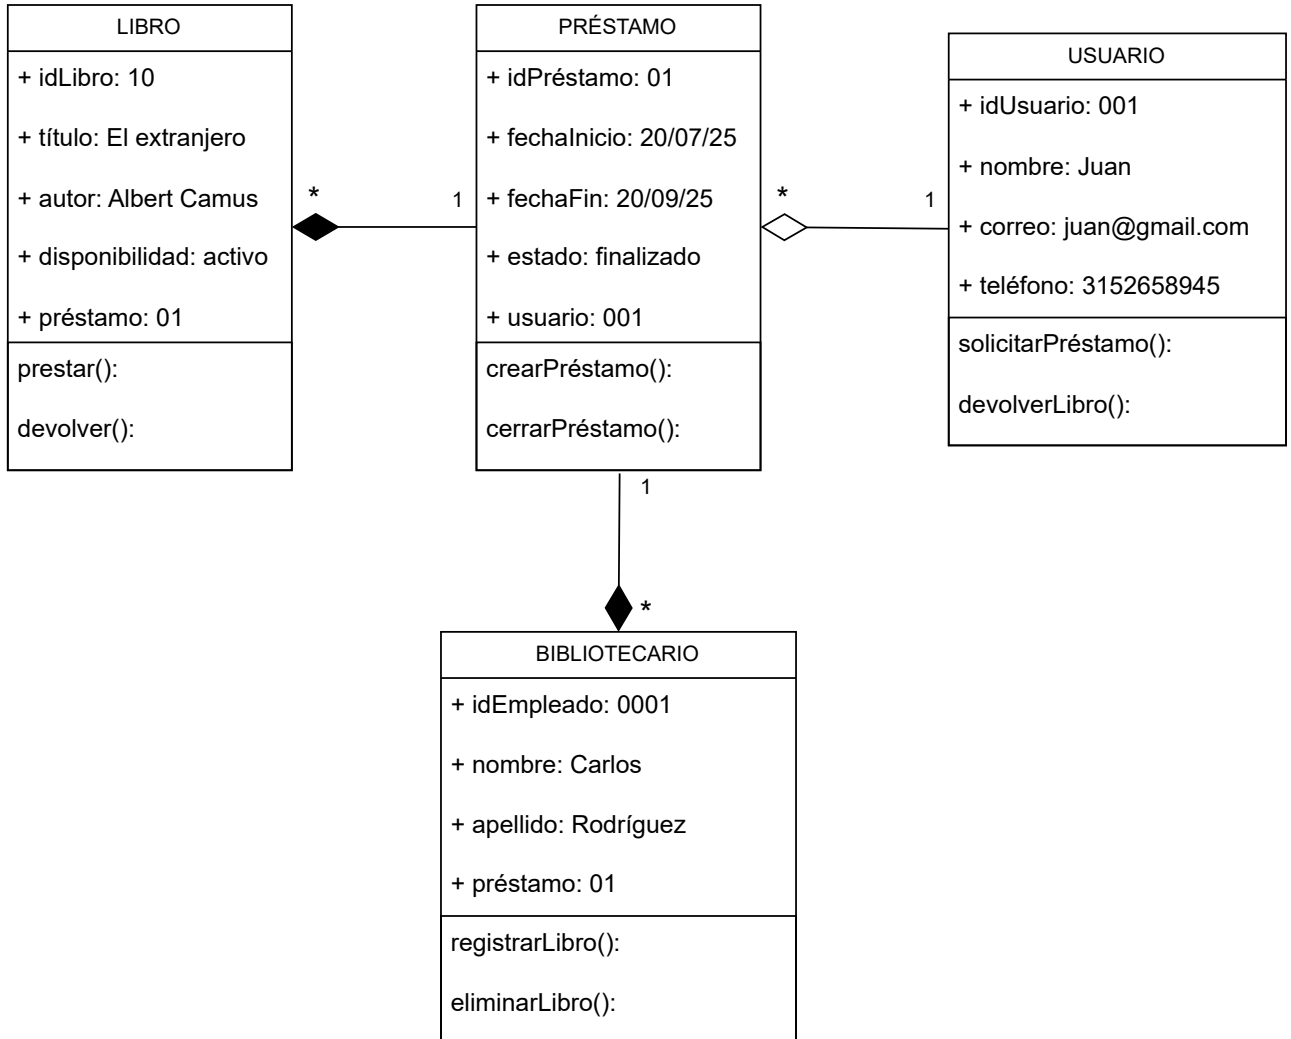 LIBRO
+ idLibro: 10
+ título: El extranjero
+ autor: Albert Camus
+ disponibilidad: activo
+ préstamo: 01
prestar():
devolver():
*
1
PRÉSTAMO
+ idPréstamo: 01
+ fechaInicio: 20/07/25
+ fechaFin: 20/09/25
+ estado: finalizado
+ usuario: 001
crearPréstamo():
cerrarPréstamo():
*
1
USUARIO
+ idUsuario: 001
+ nombre: Juan
+ correo: juan@gmail.com
+ teléfono: 3152658945
solicitarPréstamo():
devolverLibro():
1
*
BIBLIOTECARIO
+ idEmpleado: 0001
+ nombre: Carlos
+ apellido: Rodríguez
+ préstamo: 01
registrarLibro():
eliminarLibro():